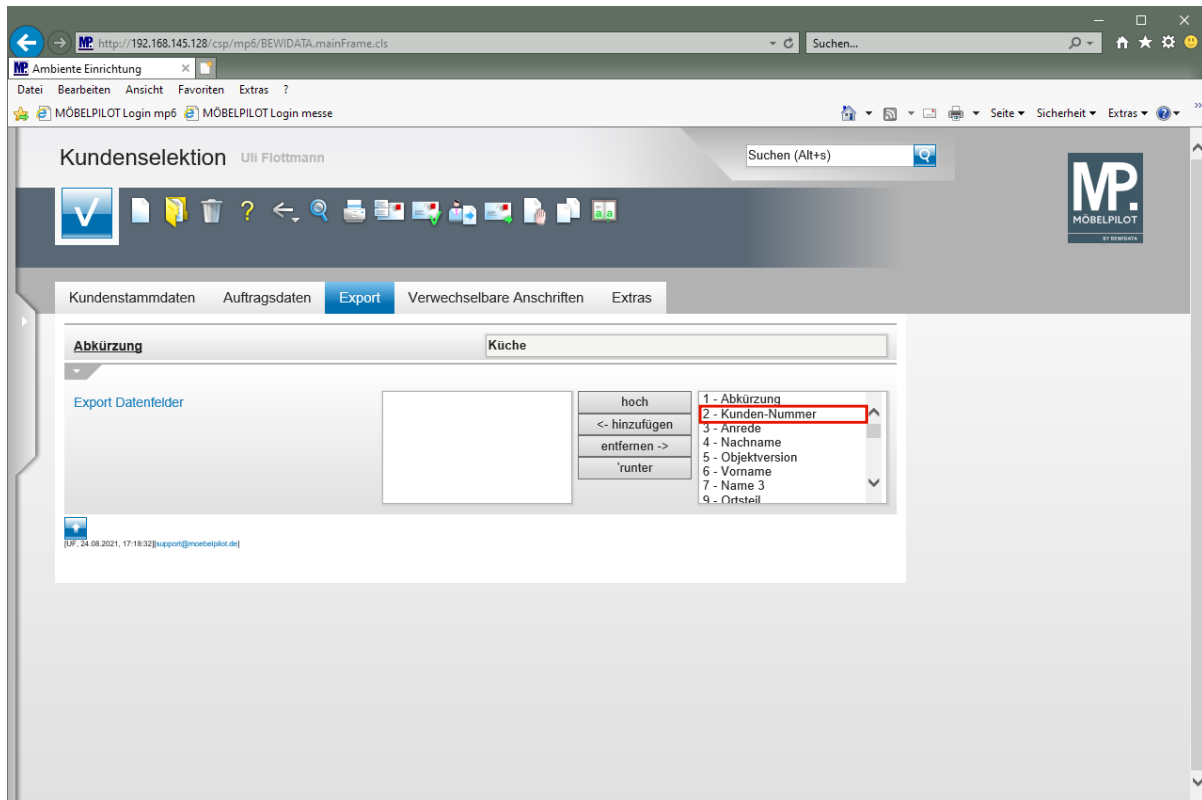 http://192.168.145.128/csp/mp6/BEWIDATA.mainFrame.cls
Suchen...
MP. Ambiente Einrichtung
Datei Bearbeiten Ansicht Favoriten Extras ?
MÖBELPILOT Login mp6 MÖBELPILOT Login messe
Seite Sicherheit Extras
Kundenselektion Uli Flottmann
Suchen (Alt+s)
MP.
MÖBELPILOT
BY BEWIDATA
Kundenstammdaten Auftragsdaten Export Verwechselbare Anschriften Extras
Abkürzung Küche
Export Datenfelder
hoch
<- hinzufügen
entfernen ->
'runter
1 - Abkürzung
2 - Kunden-Nummer
3 - Anrede
4 - Nachname
5 - Objektversion
6 - Vorname
7 - Name 3
9 - Ortsteil
[UF, 24.08.2021, 17:18:32][support@moebelpilot.de]